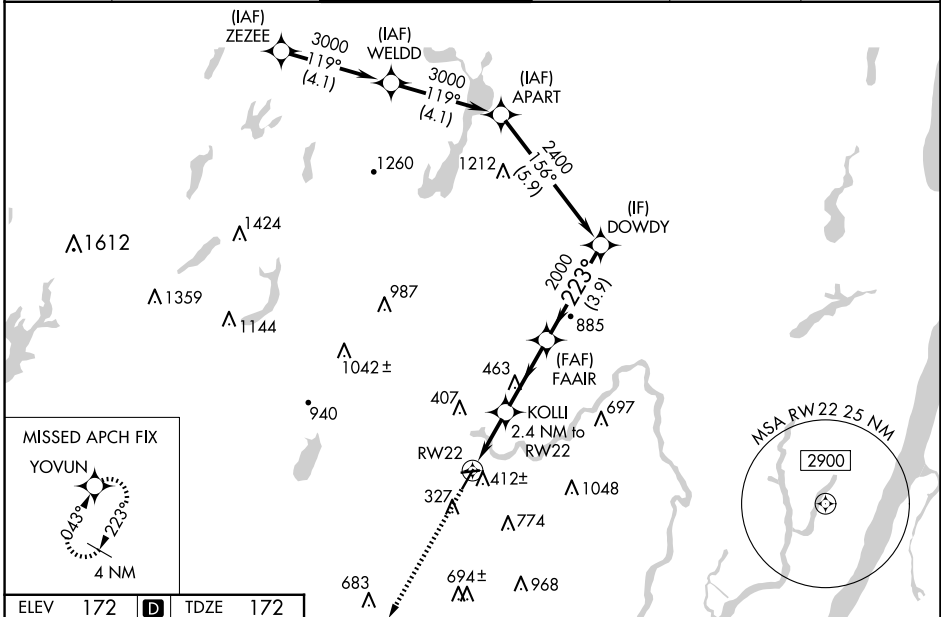 (IAF)
ZEZEE
3000
119°
(4.1)
(IAF)
WELDD
3000
119°
(4.1)
(IAF)
APART
2400
156°
(5.9)
1260
1212
(IF)
DOWDY
1612
1424
2000
223°
(3.9)
1359
987
1144
885
1042±
(FAF)
FAAIR
463
940
407
KOLLI
2.4 NM to
RW22
697
RW22
412±
327
1048
774
683
694±
968
MISSED APCH FIX
YOVUN
043°
223°
4 NM
MSA RW22 25 NM
2900
ELEV 172 D TDZE 172